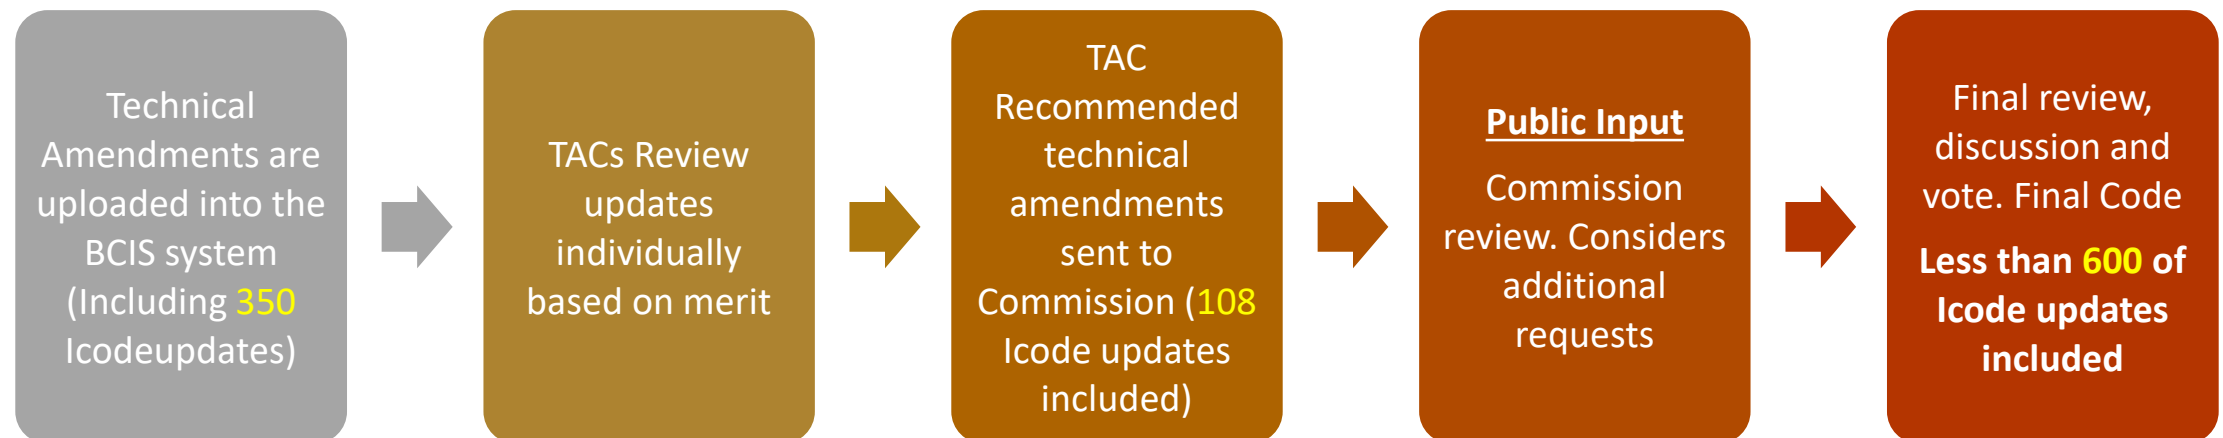 Technical
Amendments are
uploaded into the
BCIS system
(Including 350
Icodeupdates)
TACs Review
updates
individually
based on merit
TAC
Recommended
technical
amendments
sent to
Commission (108
Icode updates
included)
Public Input
Commission
review. Considers
additional
requests
Final review,
discussion and
vote. Final Code
Less than 600 of
Icode updates
included